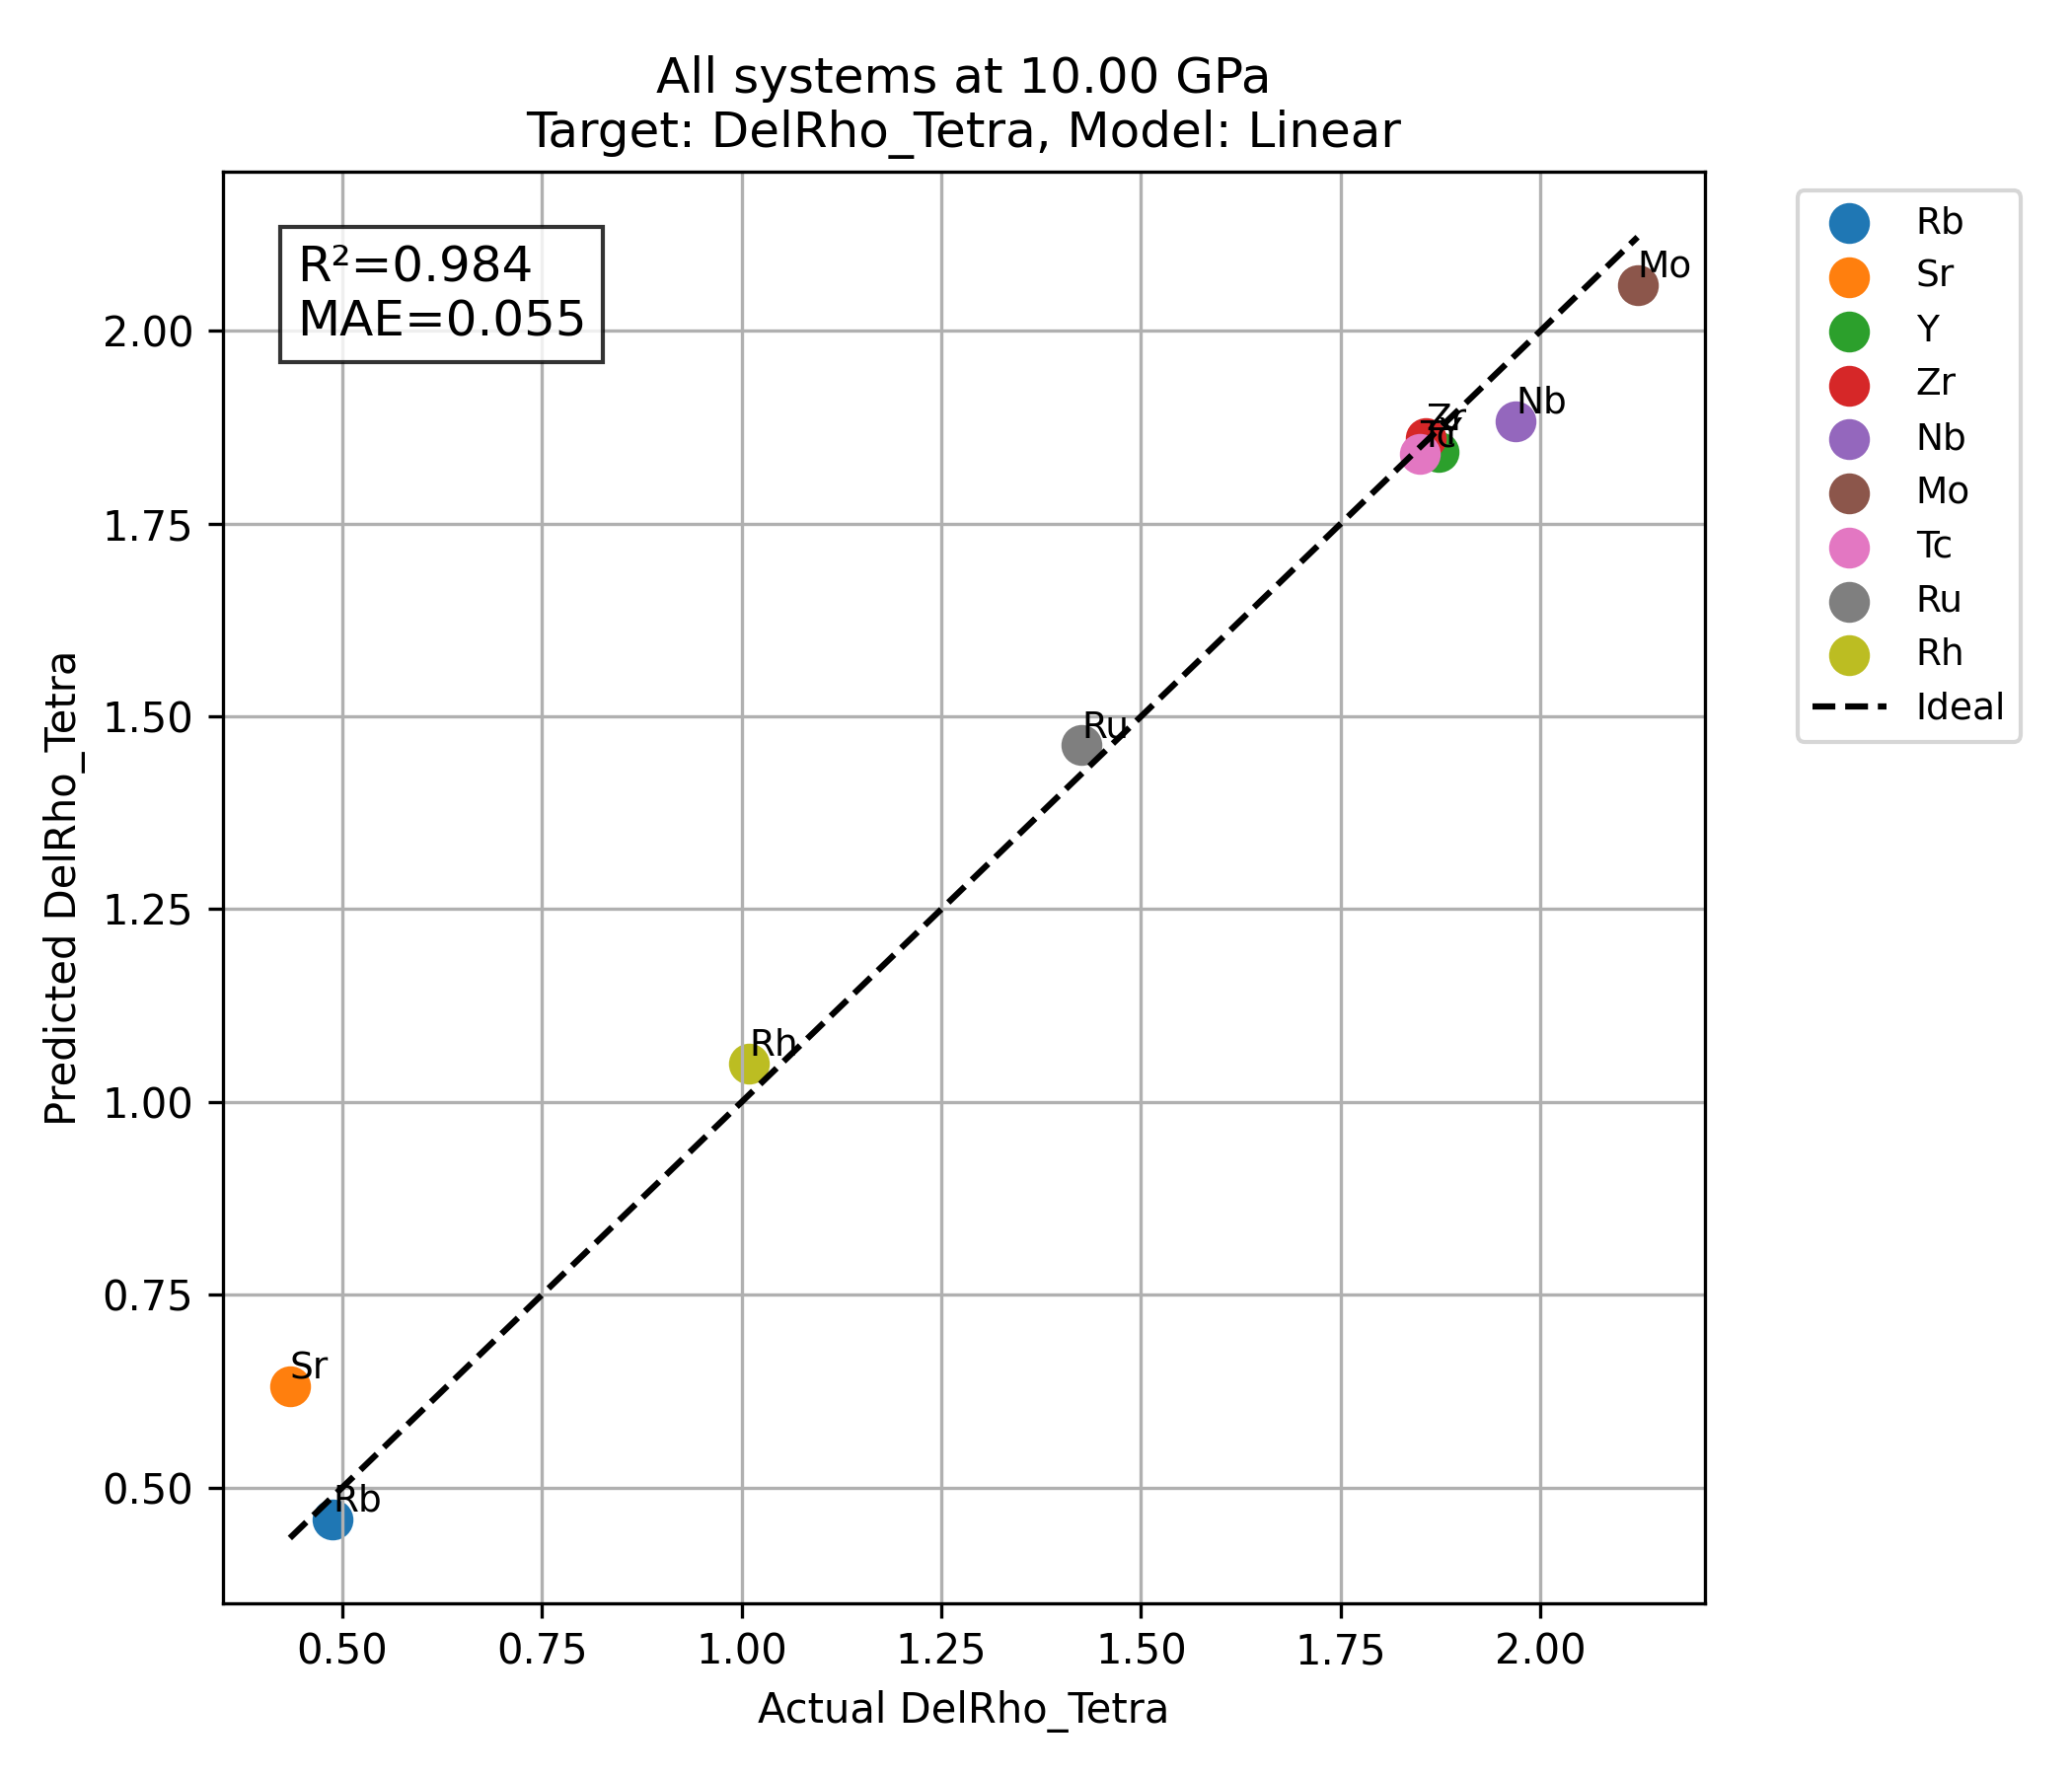 All systems at 10.00 GPa
Target: DelRho_Tetra, Model: Linear
R²=0.984
MAE=0.055
Predicted DelRho_Tetra
2.00
1.75
1.50
1.25
1.00
0.75
0.50
Mo
Nb
Zr
Tc
Ru
Rh
Sr
Rb
0.50 0.75 1.00 1.25 1.50 1.75 2.00
Actual DelRho_Tetra
Rb
Sr
Y
Zr
Nb
Mo
Tc
Ru
Rh
Ideal